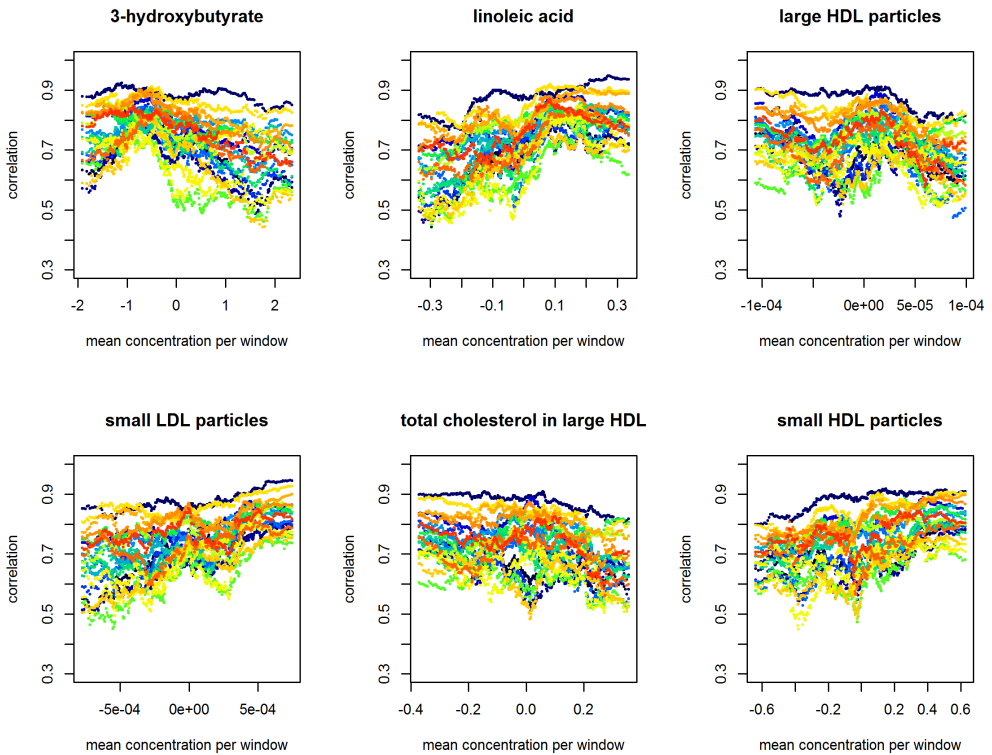 3-hydroxybutyrate
correlation
0.3 0.5 0.7 0.9
-2 -1 0 1 2
mean concentration per window
linoleic acid
correlation
0.3 0.5 0.7 0.9
-0.3 -0.1 0.1 0.3
mean concentration per window
large HDL particles
correlation
0.3 0.5 0.7 0.9
-1e-04 0e+00 5e-05 1e-04
mean concentration per window
small LDL particles
correlation
0.3 0.5 0.7 0.9
-5e-04 0e+00 5e-04
mean concentration per window
total cholesterol in large HDL
correlation
0.3 0.5 0.7 0.9
-0.4 -0.2 0.0 0.2
mean concentration per window
small HDL particles
correlation
0.3 0.5 0.7 0.9
-0.6 -0.2 0.2 0.4 0.6
mean concentration per window